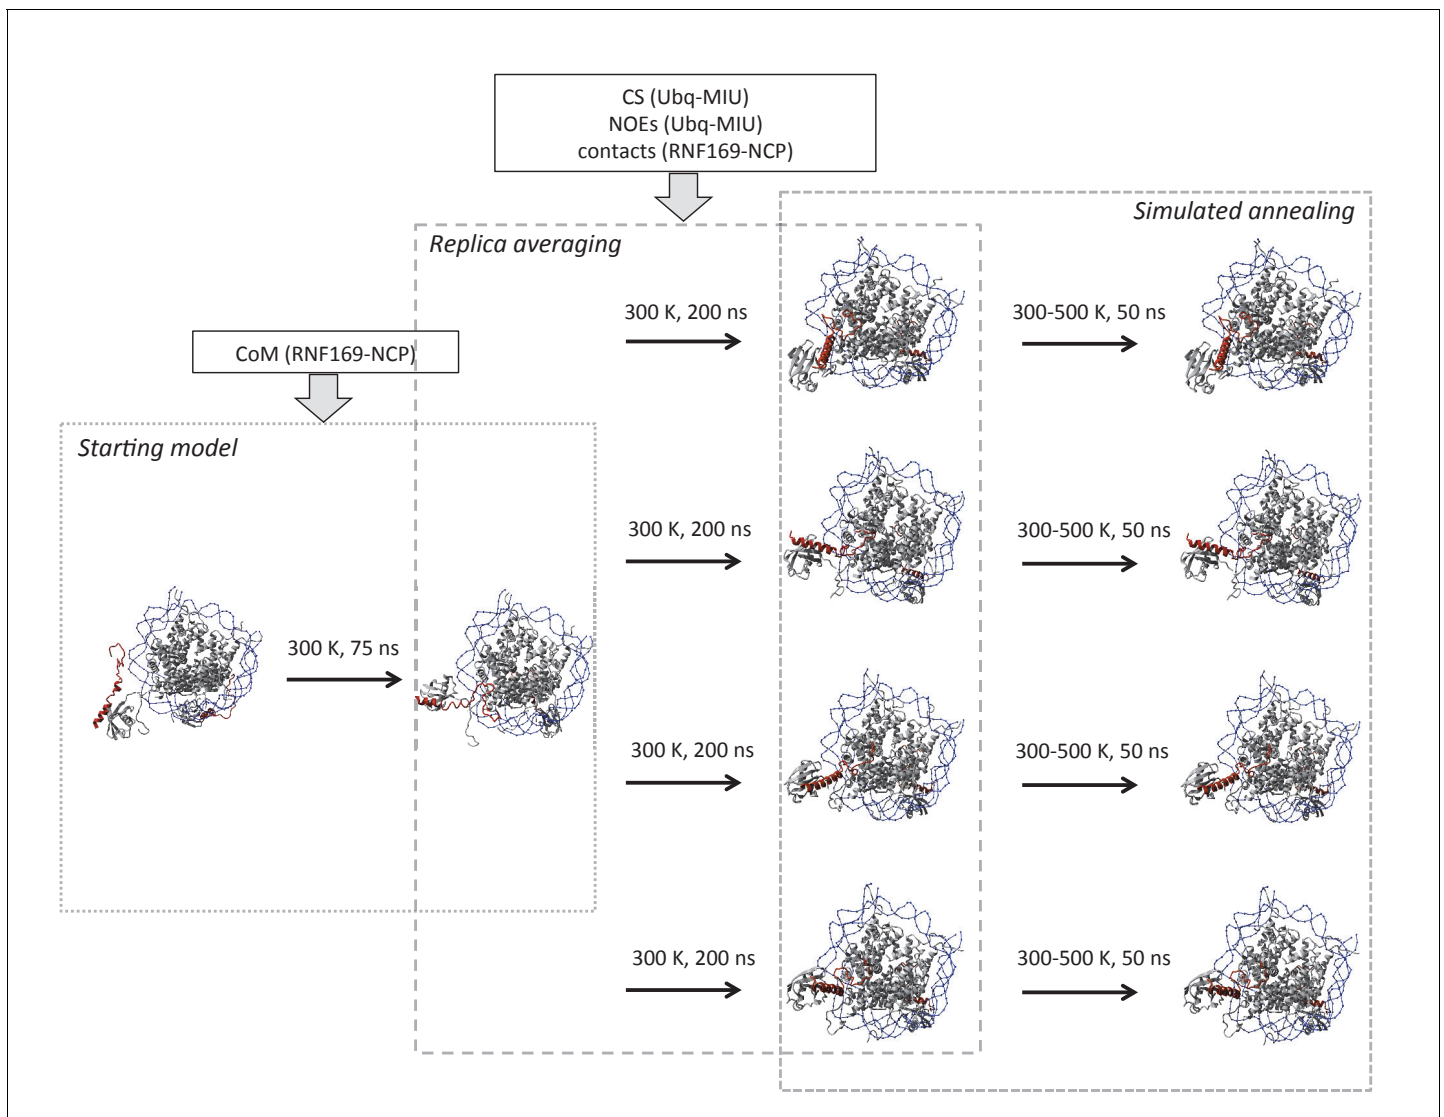 CS (Ubq-MIU)
NOEs (Ubq-MIU)
contacts (RNF169-NCP)
Simulated annealing
Replica averaging
300 K, 200 ns
300-500 K, 50 ns
CoM (RNF169-NCP)
Starting model
300 K, 200 ns
300-500 K, 50 ns
300 K, 75 ns
300 K, 200 ns
300-500 K, 50 ns
300 K, 200 ns
300-500 K, 50 ns